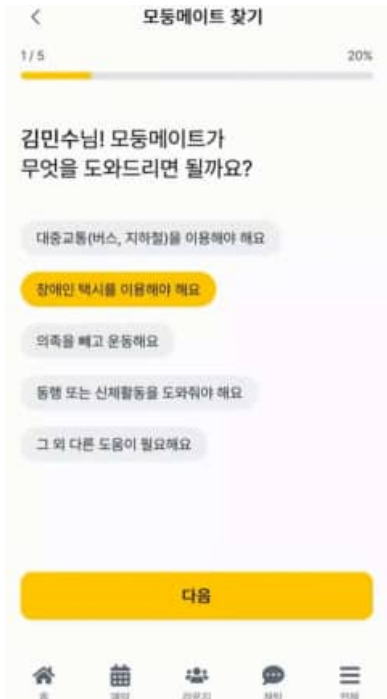 모둥메이트 찾기
1/5
20%
김민수님! 모둥메이트가
무엇을 도와드리면 될까요?
대중교통(버스, 지하철)을 이용해야 해요
장애인 택시를 이용해야 해요
의족을 빼고 운동해요
동행 또는 신체활동을 도와줘야 해요
그 외 다른 도움이 필요해요
다음